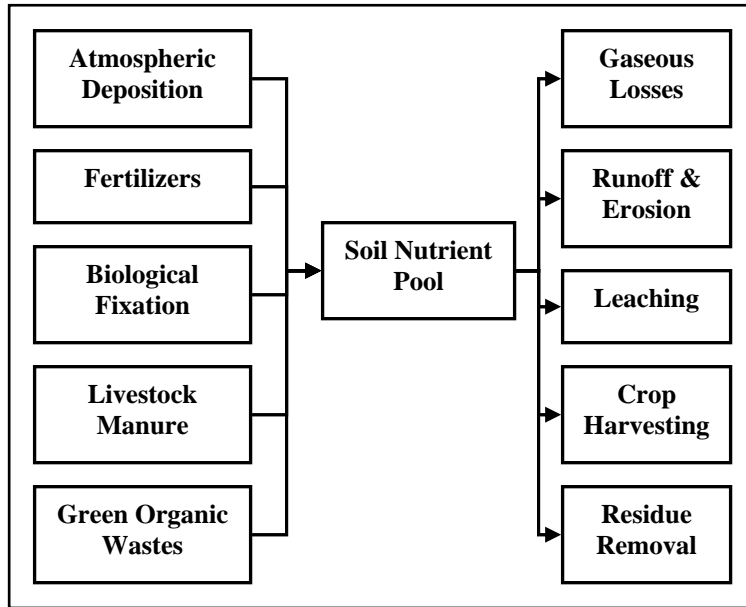 Atmospheric
Deposition
Fertilizers
Biological
Fixation
Livestock
Manure
Green Organic
Wastes
Soil Nutrient
Pool
Gaseous
Losses
Runoff &
Erosion
Leaching
Crop
Harvesting
Residue
Removal